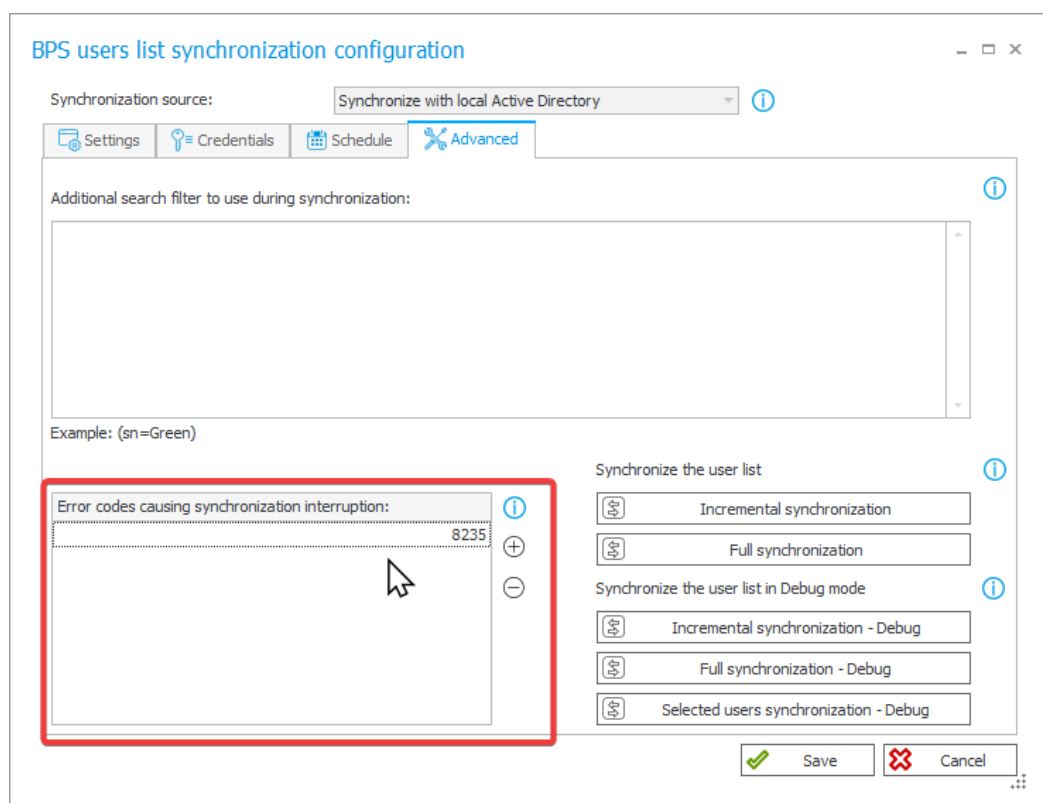 BPS users list synchronization configuration
Synchronization source:
Synchronize with local Active Directory
Settings
Credentials
Schedule
Advanced
Additional search filter to use during synchronization:
Example: (sn=Green)
Error codes causing synchronization interruption:
8235
Synchronize the user list
Incremental synchronization
Full synchronization
Synchronize the user list in Debug mode
Incremental synchronization - Debug
Full synchronization - Debug
Selected users synchronization - Debug
Save
Cancel